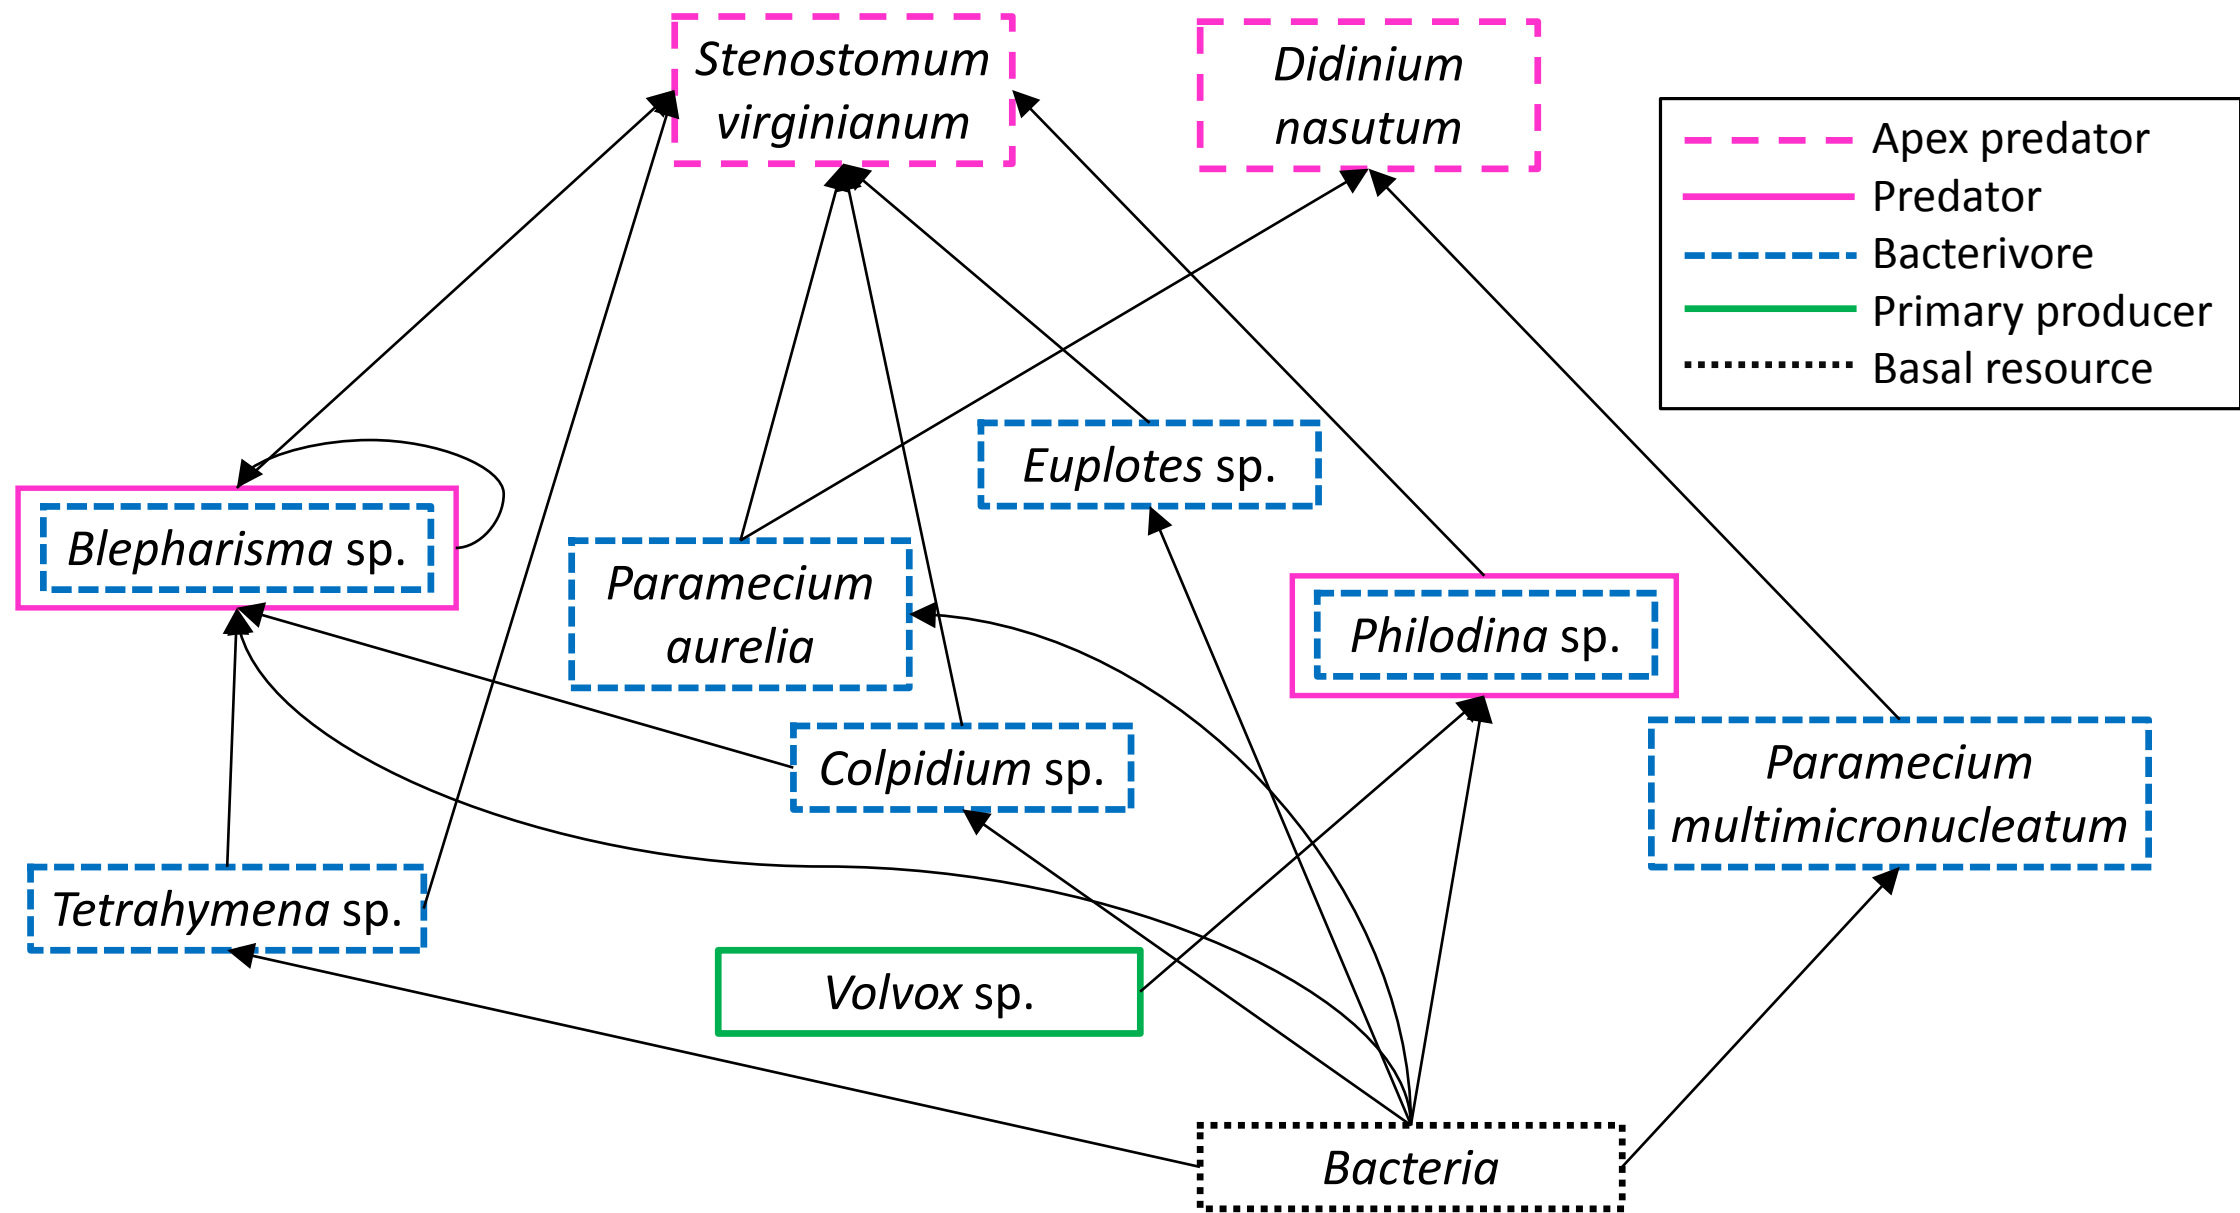 Stenostomum
virginianum
Didinium
nasutum
Apex predator
Predator
Bacterivore
Primary producer
Basal resource
Euplotes sp.
Blepharisma sp.
Paramecium
aurelia
Philodina sp.
Colpidium sp.
Paramecium
multimicronucleatum
Tetrahymena sp.
Volvox sp.
Bacteria